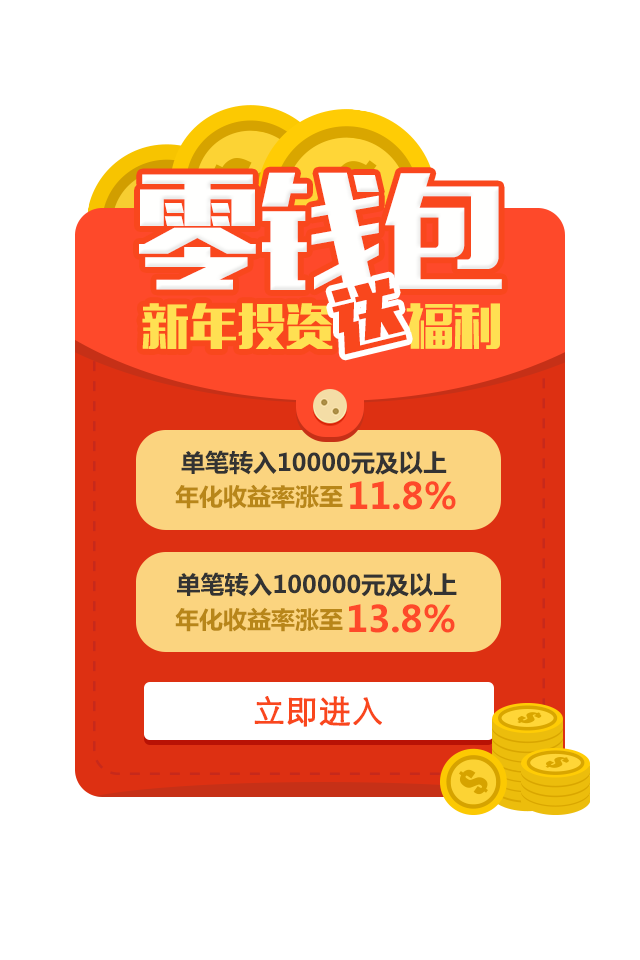 零钱包
新年投资送福利
单笔转入10000元及以上
年化收益率涨至11.8%
单笔转入100000元及以上
年化收益率涨至13.8%
立即进入